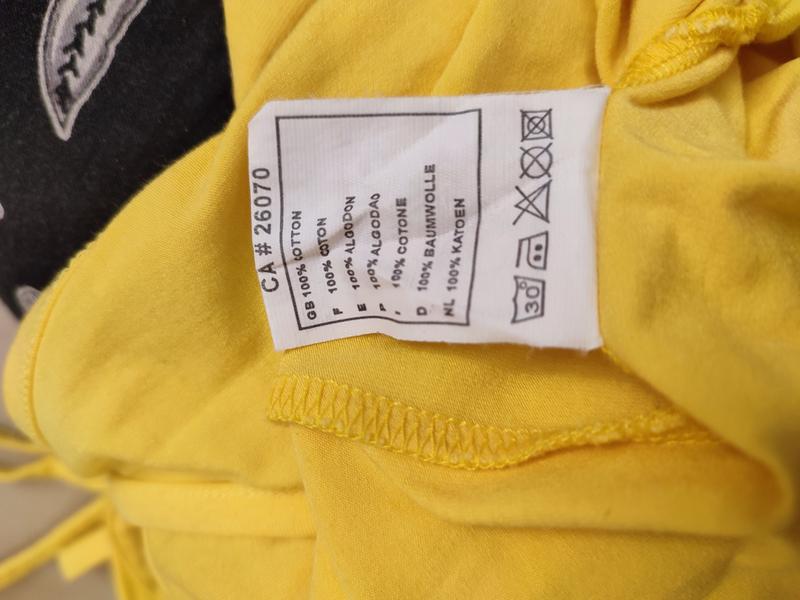 CA # 26070
GB 100% COTTON
F 100% COTON
E 100% ALGODON
P 100% ALGODAO
I 100% COTONE
D 100% BAUMWOLLE
NL 100% KATOEN
30°